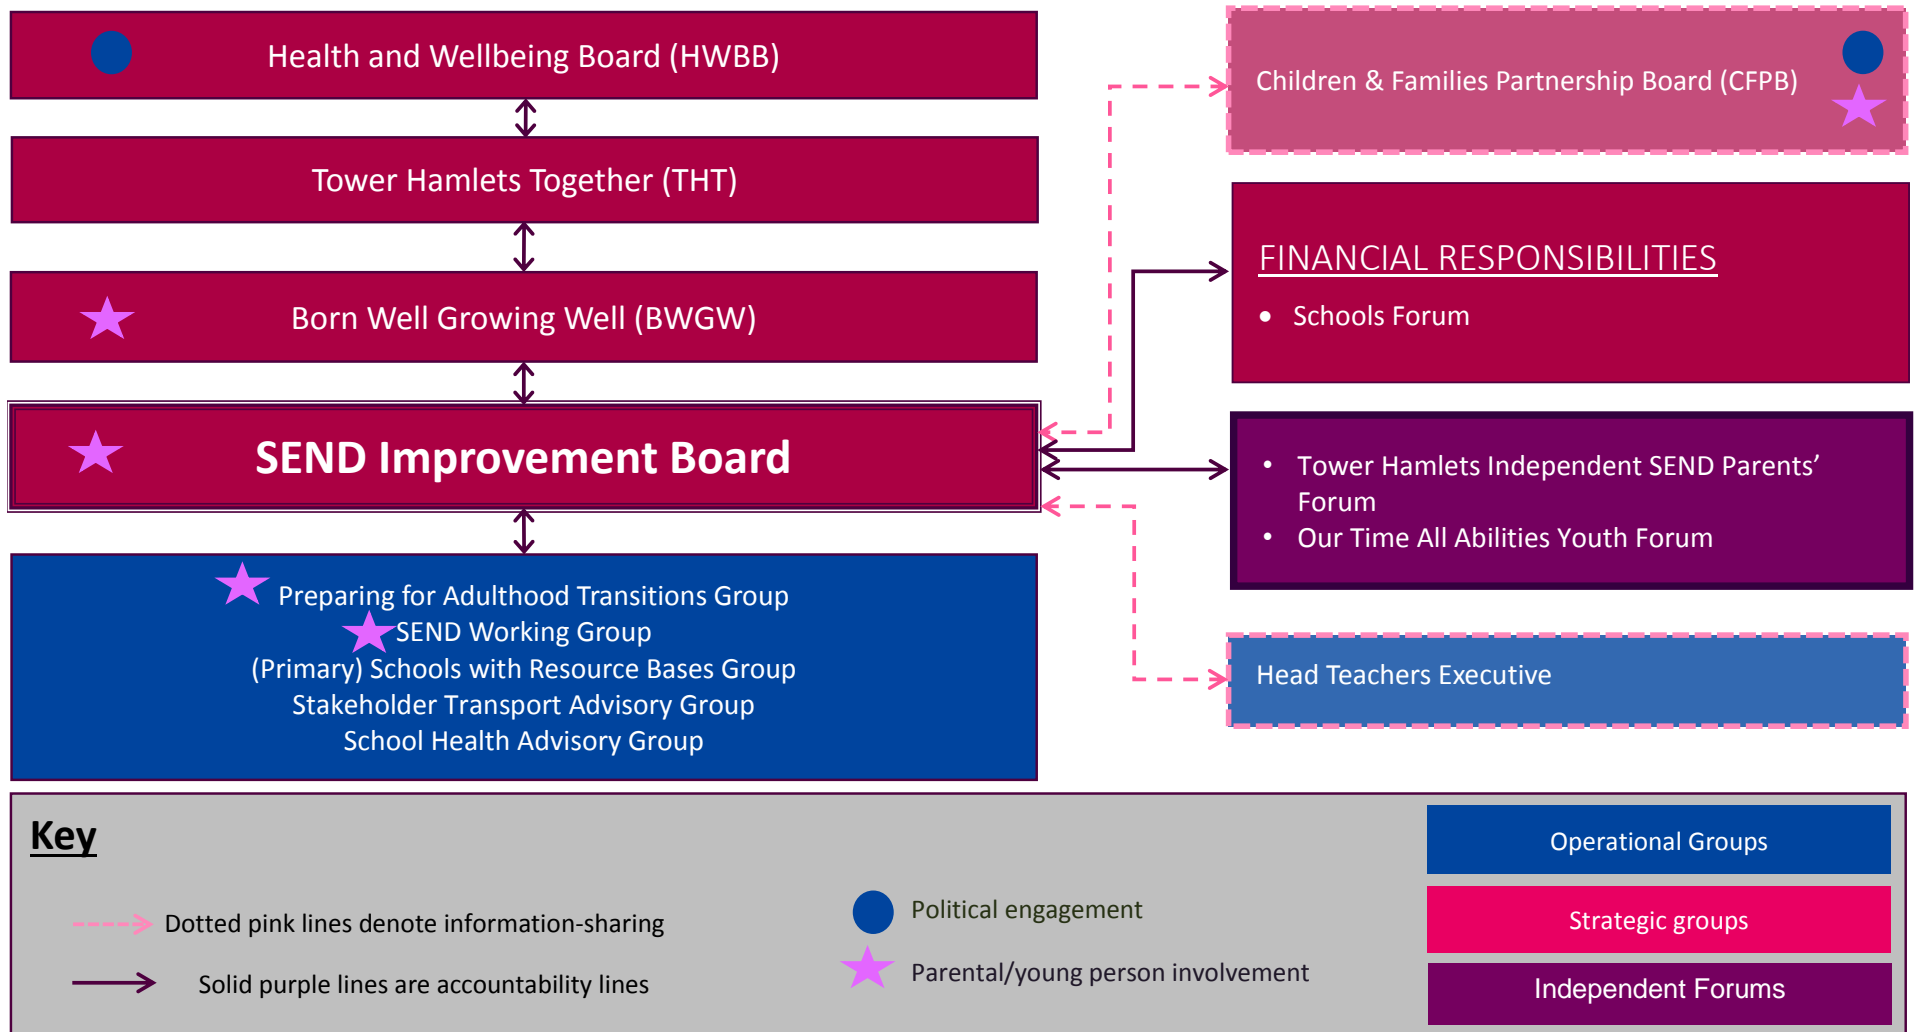 Health and Wellbeing Board (HWBB)
Tower Hamlets Together (THT)
Born Well Growing Well (BWGW)
SEND Improvement Board
Preparing for Adulthood Transitions Group
SEND Working Group
(Primary) Schools with Resource Bases Group
Stakeholder Transport Advisory Group
School Health Advisory Group
Children & Families Partnership Board (CFPB)
FINANCIAL RESPONSIBILITIES
• Schools Forum
• Tower Hamlets Independent SEND Parents’
Forum
• Our Time All Abilities Youth Forum
Head Teachers Executive
Key
Dotted pink lines denote information-sharing
Solid purple lines are accountability lines
Political engagement
Parental/young person involvement
Operational Groups
Strategic groups
Independent Forums